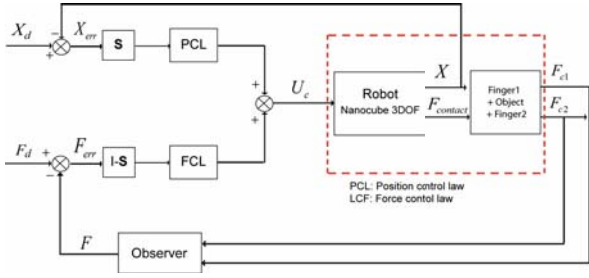 X_d
− +
X_err
S
PCL
+
U_c
+
Robot
Nanocube 3DOF
X
F_contact
Finger1
+ Object
+ Finger2
F_c1
F_c2
F_d
+ −
F_err
I-S
FCL
PCL: Position cntrol law
LCF: Force contol law
F
Observer